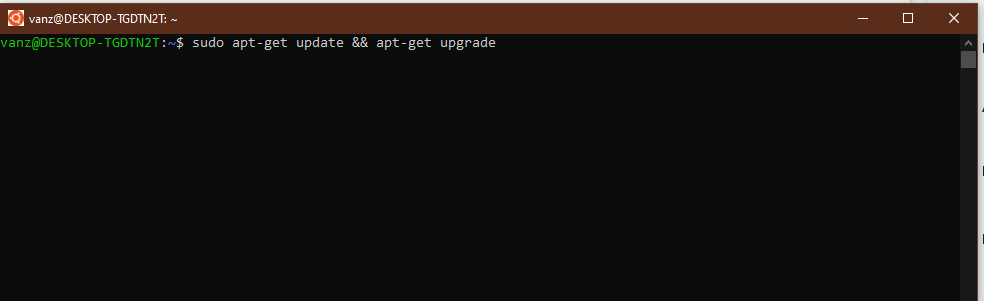 vanz@DESKTOP-TGDTN2T: ~
vanz@DESKTOP-TGDTN2T:~$ sudo apt-get update && apt-get upgrade